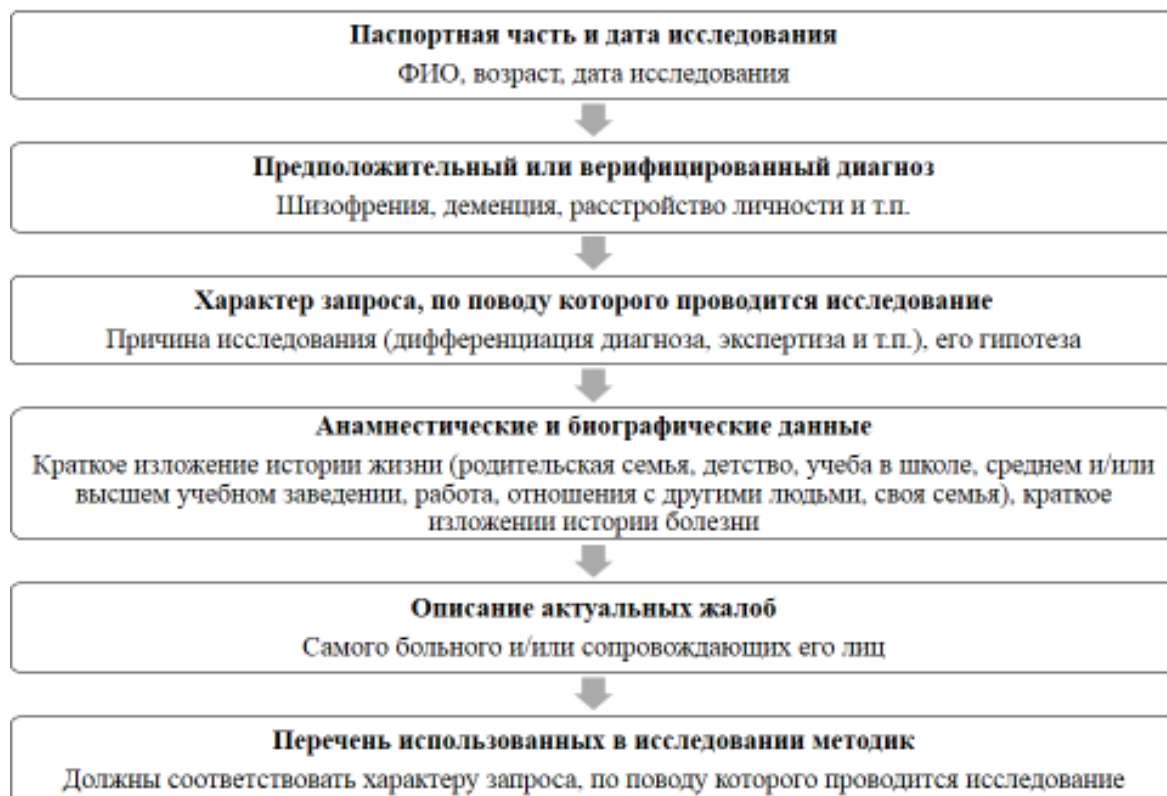 Паспортная часть и дата исследования
ФИО, возраст, дата исследования
Предположительный или верифицированный диагноз
Шизофрения, деменция, расстройство личности и т.п.
Характер запроса, по поводу которого проводится исследование
Причина исследования (дифференциация диагноза, экспертиза и т.п.), его гипотеза
Анамнестические и биографические данные
Краткое изложение истории жизни (родительская семья, детство, учеба в школе, среднем и/или
высшем учебном заведении, работа, отношения с другими людьми, своя семья), краткое
изложении истории болезни
Описание актуальных жалоб
Самого больного и/или сопровождающих его лиц
Перечень использованных в исследовании методик
Должны соответствовать характеру запроса, по поводу которого проводится исследование